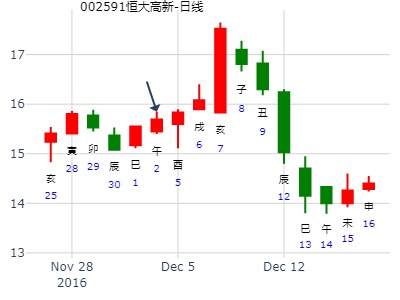 002591恒大高新-日线
17
16
15
14
13
亥
25
寅
28
卯
29
辰
30
巳
1
午
2
酉
5
戌
6
亥
7
子
8
丑
9
辰
12
巳
13
午
14
未
15
申
16
Nov 28
2016
Dec 5
Dec 12